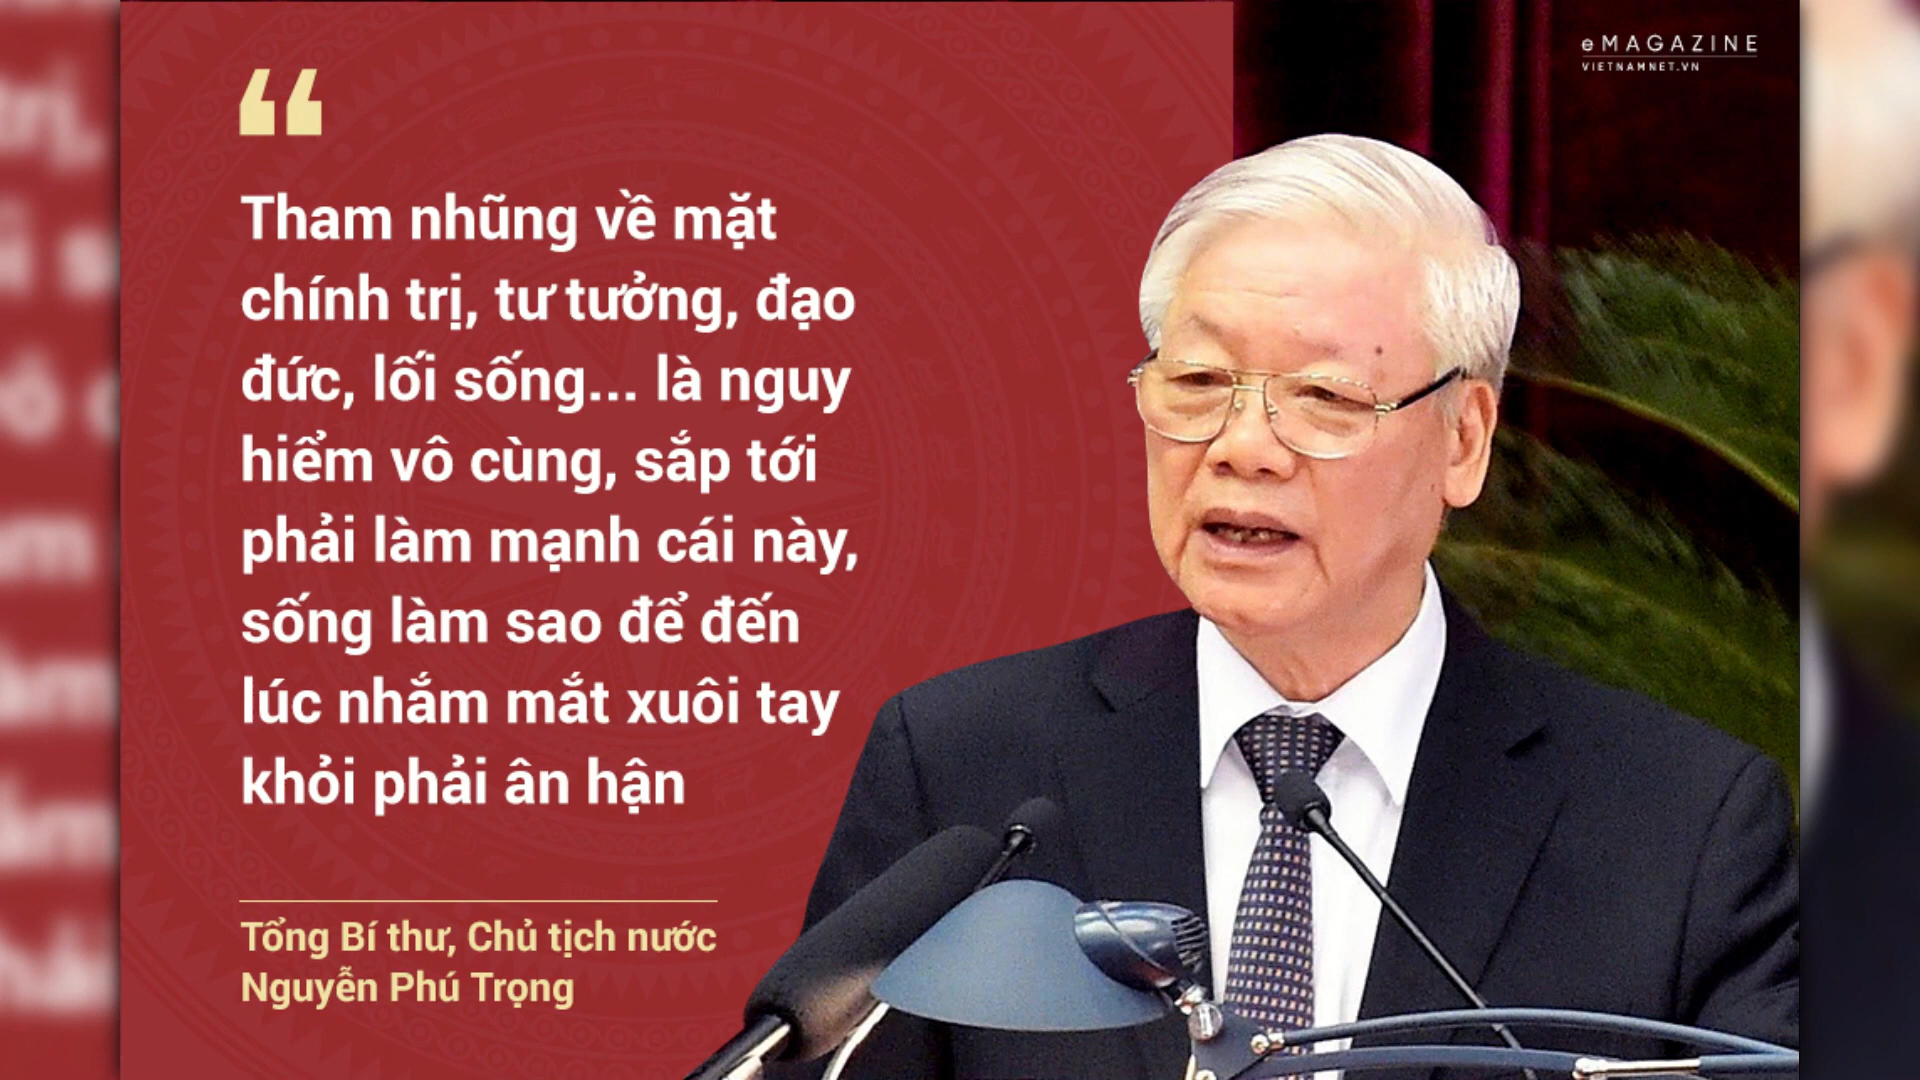 eMAGAZINE
VIETNAMNET.VN
“
Tham nhũng về mặt
chính trị, tư tưởng, đạo
đức, lối sống... là nguy
hiểm vô cùng, sắp tới
phải làm mạnh cái này,
sống làm sao để đến
lúc nhắm mắt xuôi tay
khỏi phải ân hận
Tổng Bí thư, Chủ tịch nước
Nguyễn Phú Trọng